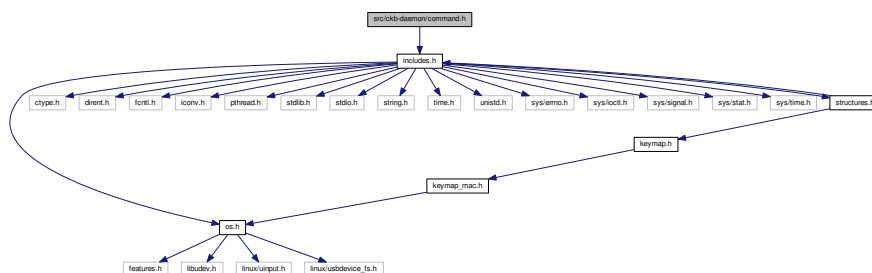 src/ckb-daemon/command.h
includes.h
ctype.h
dirent.h
fcntl.h
iconv.h
pthread.h
stdlib.h
stdio.h
string.h
time.h
unistd.h
sys/errno.h
sys/ioctl.h
sys/signal.h
sys/stat.h
sys/time.h
structures.h
keymap.h
keymap_mac.h
os.h
features.h
libudev.h
linux/uinput.h
linux/usbdevice_fs.h